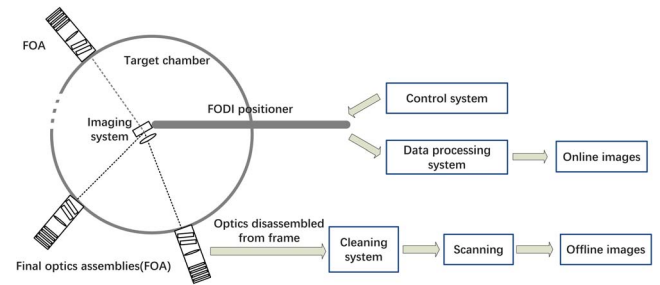 FOA
Target chamber
FODI positioner
Imaging
system
Control system
Data processing
system
Online images
Optics disassembled
from frame
Cleaning
system
Scanning
Offline images
Final optics assemblies(FOA)